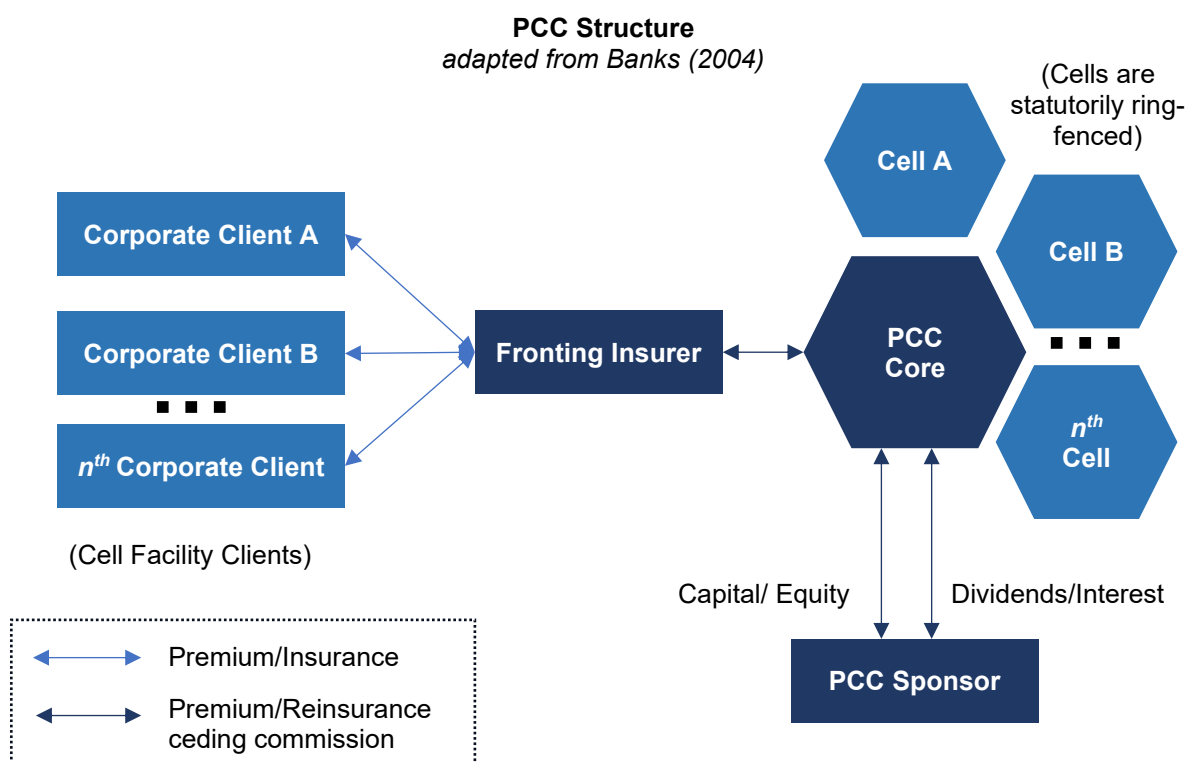 PCC Structure
adapted from Banks (2004)
(Cells are
statutorily ring-
fenced)
Cell A
Corporate Client A
Cell B
Corporate Client B
Fronting Insurer
PCC
Core
nth Corporate Client
nth
Cell
(Cell Facility Clients)
Capital/ Equity
Dividends/Interest
Premium/Insurance
PCC Sponsor
Premium/Reinsurance
ceding commission